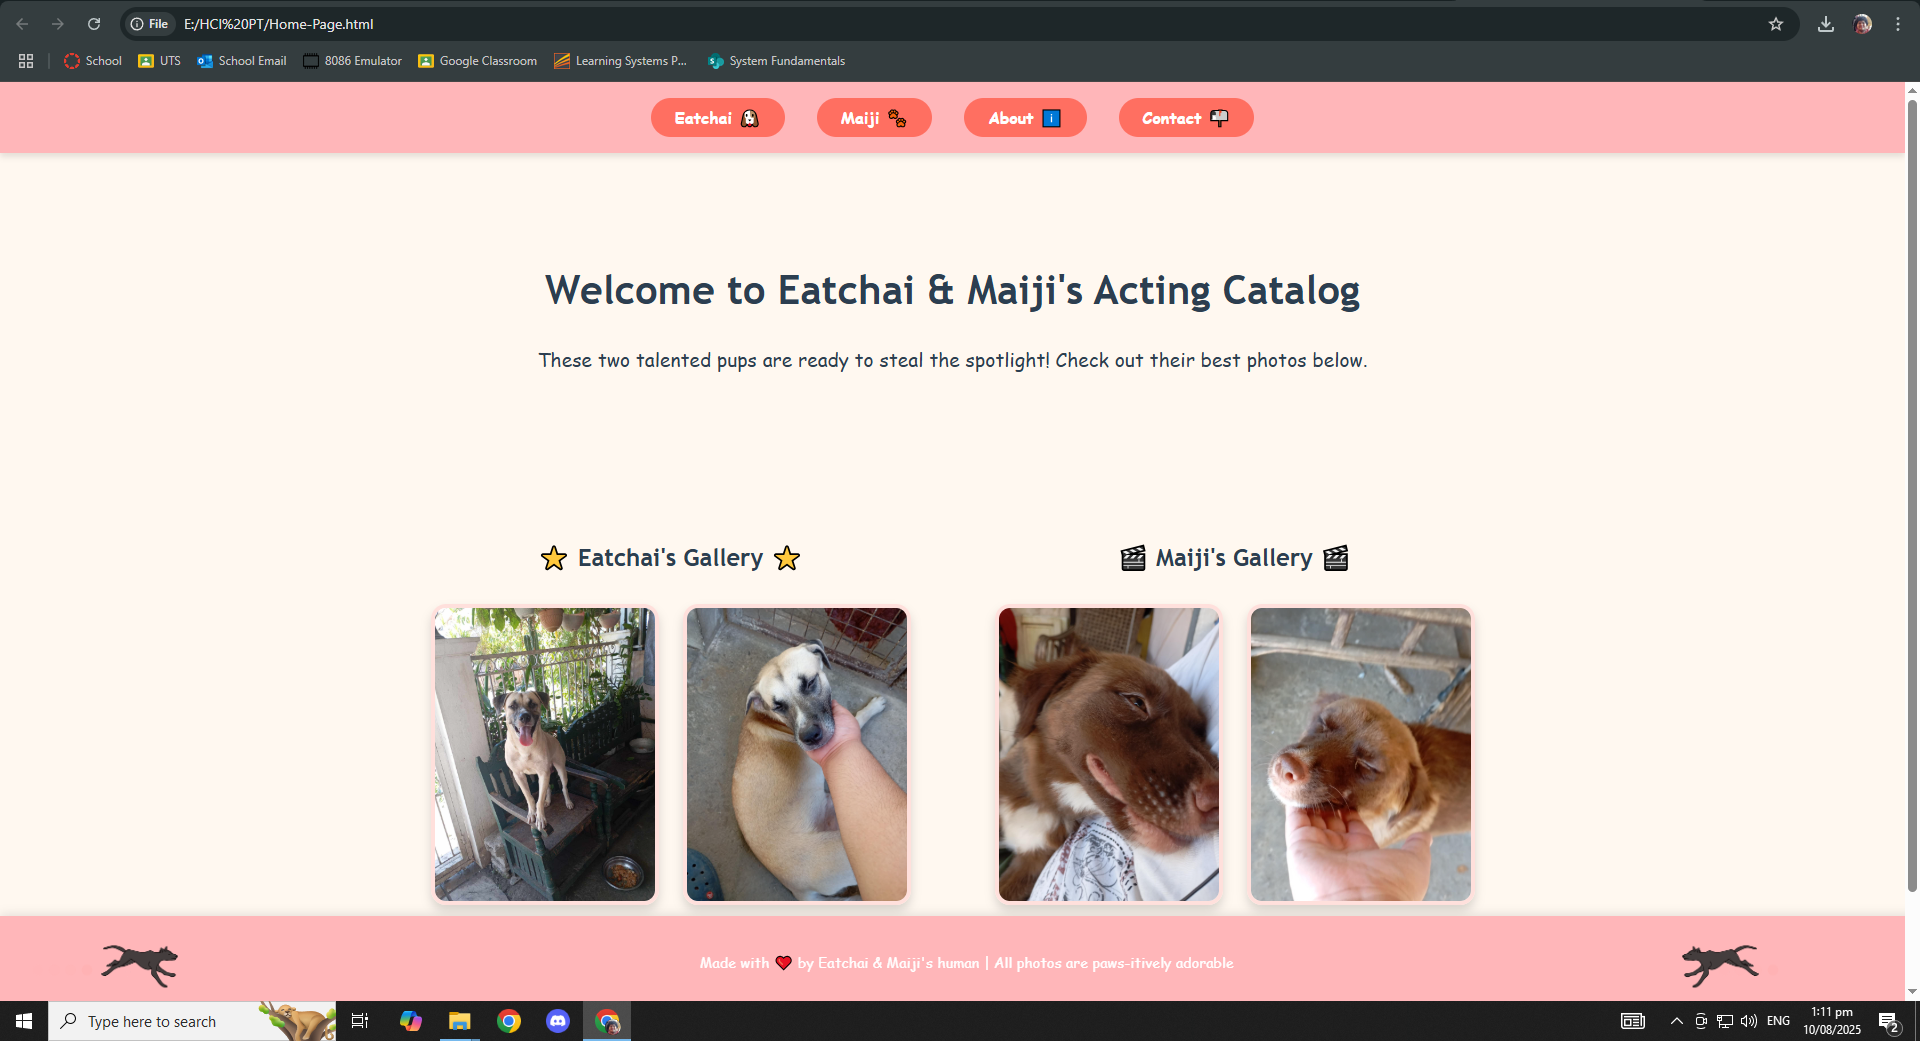 File E:/HCI%20PT/Home-Page.html
School UTS School Email 8086 Emulator Google Classroom Learning Systems P... System Fundamentals
Eatchai Maiji About Contact
Welcome to Eatchai & Maiji's Acting Catalog
These two talented pups are ready to steal the spotlight! Check out their best photos below.
Eatchai's Gallery Maiji's Gallery
Made with ❤ by Eatchai & Maiji's human | All photos are paws-itively adorable
Type here to search ENG 1:11 pm
10/08/2025 2